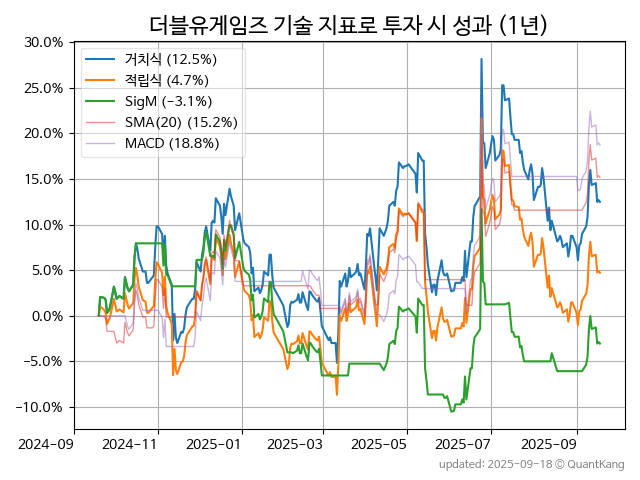 더블유게임즈 기술 지표로 투자 시 성과 (1년)
30.0%
25.0%
20.0%
15.0%
10.0%
5.0%
0.0%
−5.0%
−10.0%
거치식 (12.5%)
적립식 (4.7%)
SigM (−3.1%)
SMA(20) (15.2%)
MACD (18.8%)
2024-09 2024-11 2025-01 2025-03 2025-05 2025-07 2025-09
updated: 2025-09-18 ⓒ QuantKang